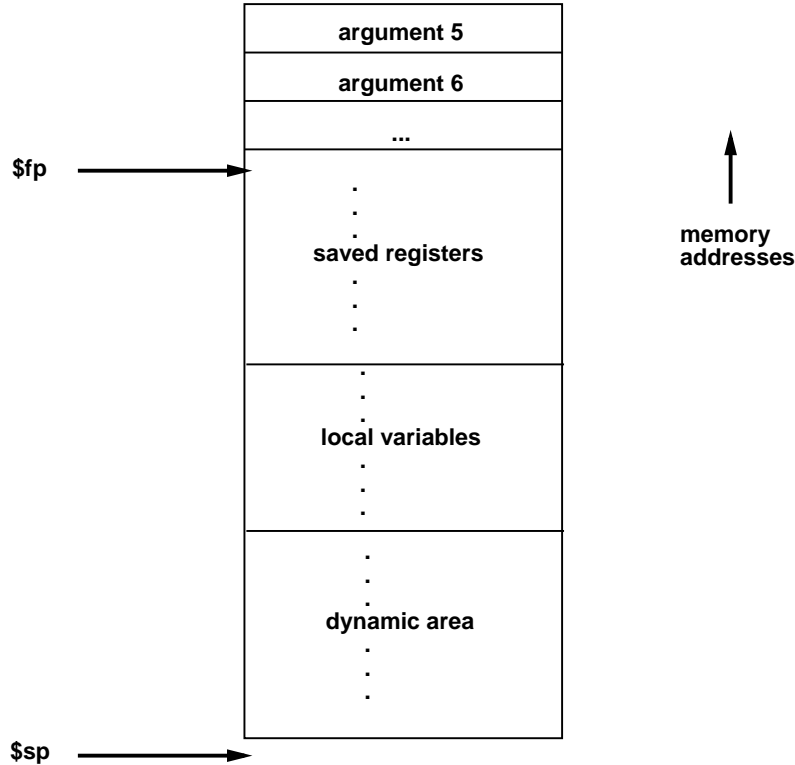 argument 5
argument 6
...
$fp
saved registers
memory
addresses
local variables
dynamic area
$sp